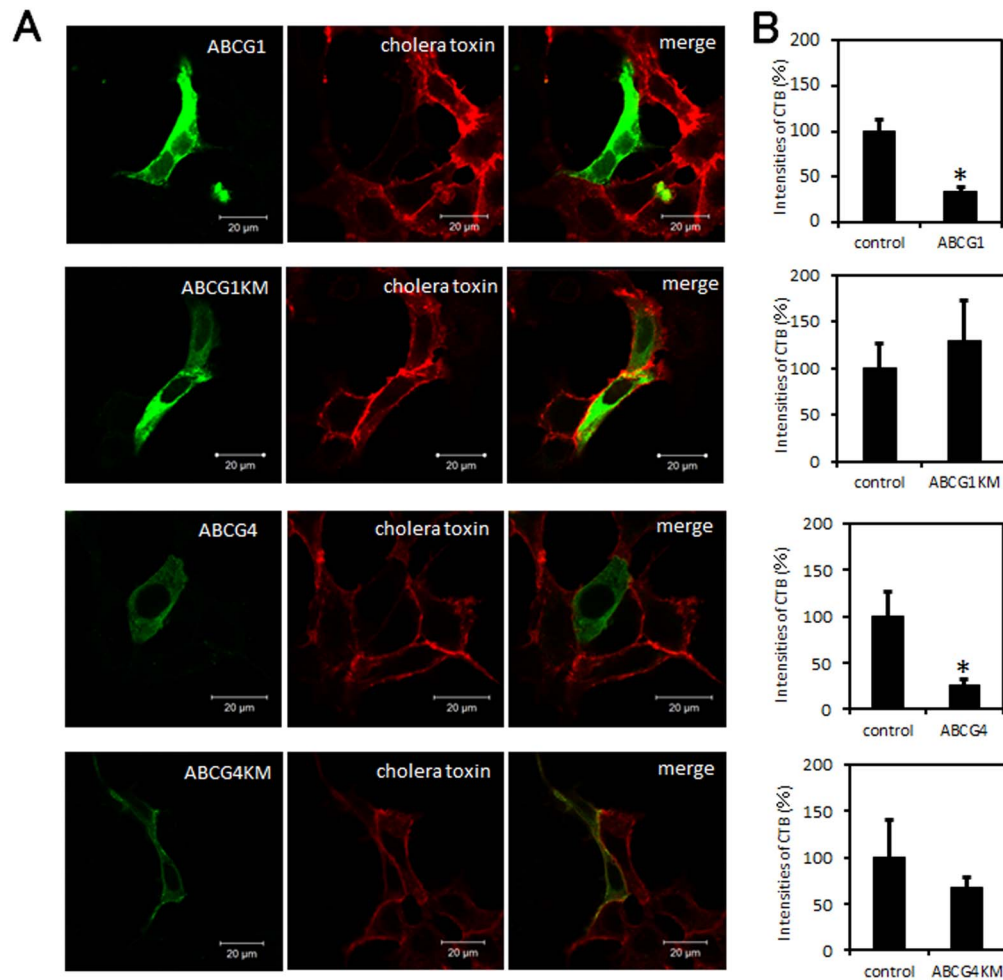 A
ABCG1
cholera toxin
merge
20 µm
20 µm
20 µm
ABCG1KM
cholera toxin
merge
20 µm
20 µm
20 µm
ABCG4
cholera toxin
merge
20 µm
20 µm
20 µm
ABCG4KM
cholera toxin
merge
20 µm
20 µm
20 µm
B
Intensities of CTB (%)
200
150
100
50
0
*
control ABCG1
Intensities of CTB (%)
200
150
100
50
0
control ABCG1KM
Intensities of CTB (%)
200
150
100
50
0
*
control ABCG4
Intensities of CTB (%)
200
150
100
50
0
control ABCG4KM